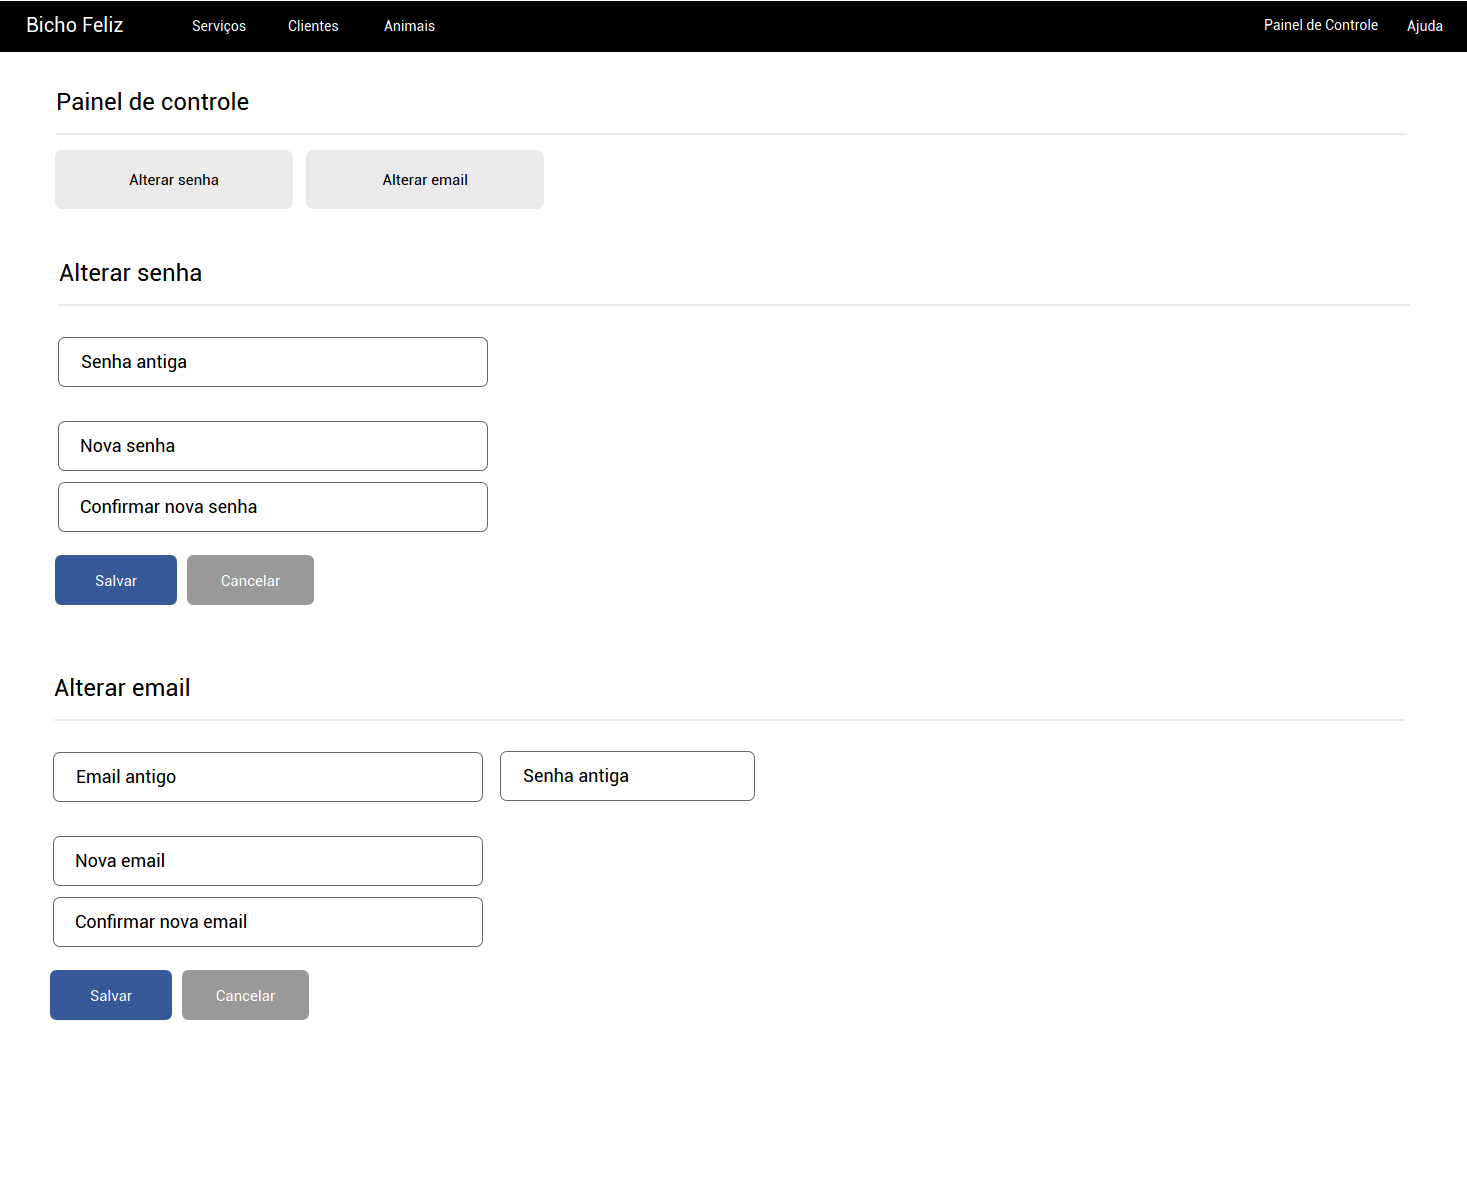 Bicho Feliz Serviços Clientes Animais Painel de Controle Ajuda
Painel de controle
Alterar senha Alterar email
Alterar senha
Senha antiga
Nova senha
Confirmar nova senha
Salvar Cancelar
Alterar email
Email antigo Senha antiga
Nova email
Confirmar nova email
Salvar Cancelar